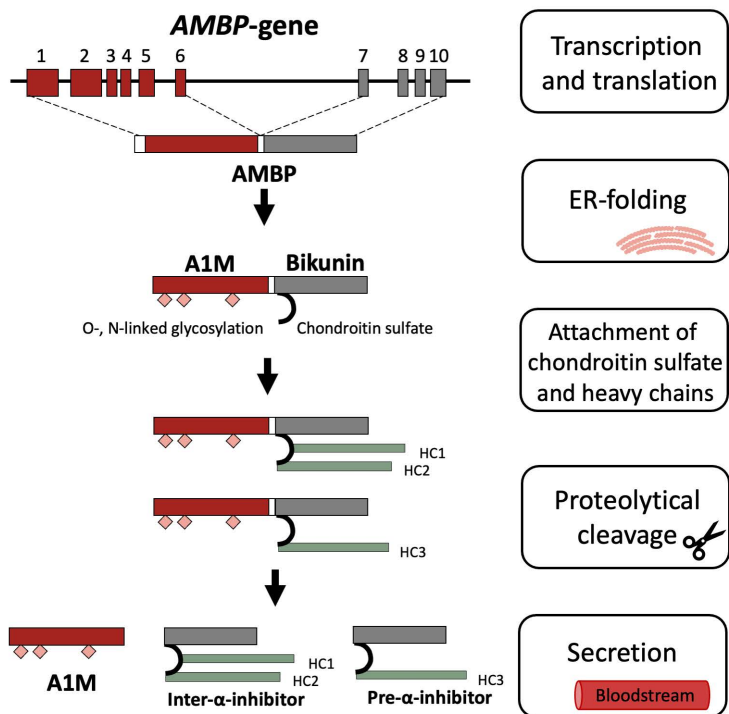 AMBP-gene
1 2 3 4 5 6 7 8 9 10
Transcription
and translation
AMBP
ER-folding
A1M Bikunin
O-, N-linked glycosylation Chondroitin sulfate
Attachment of
chondroitin sulfate
and heavy chains
HC1
HC2
HC3
Proteolytical
cleavage
A1M
HC1
HC2
Inter-α-inhibitor
HC3
Pre-α-inhibitor
Secretion
Bloodstream